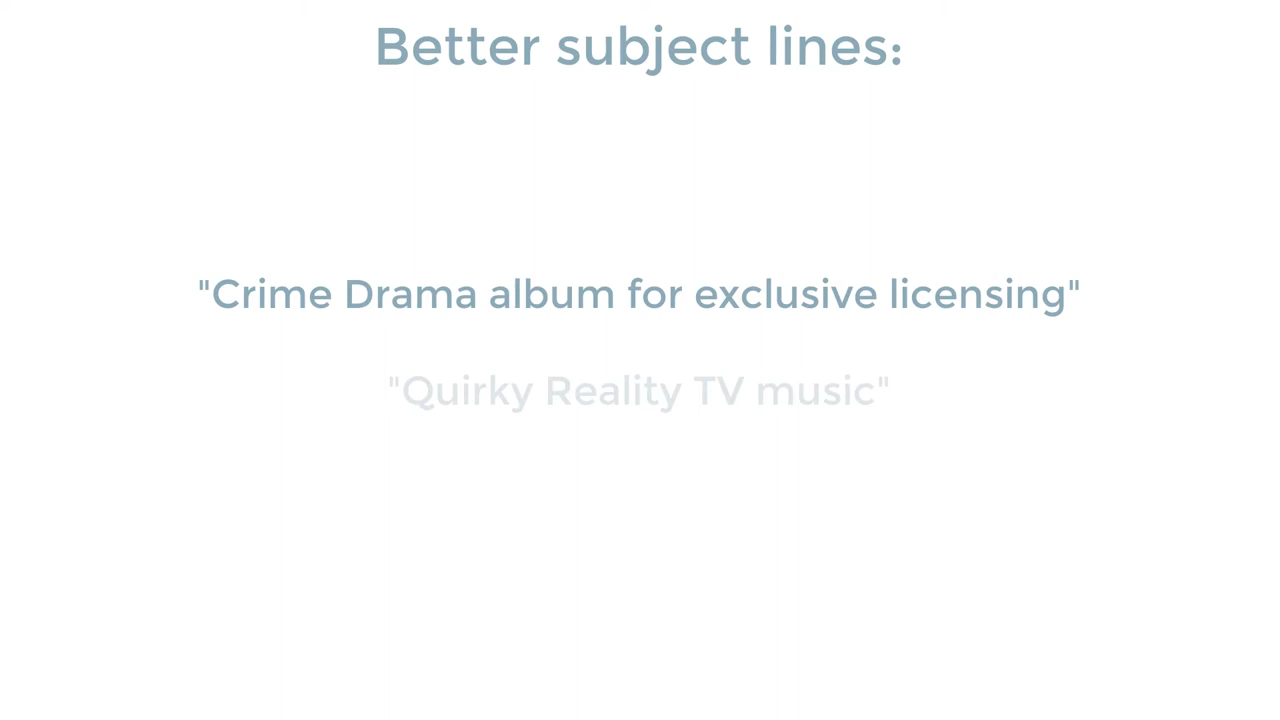 Better subject lines:
"Crime Drama album for exclusive licensing"
"Quirky Reality TV music"